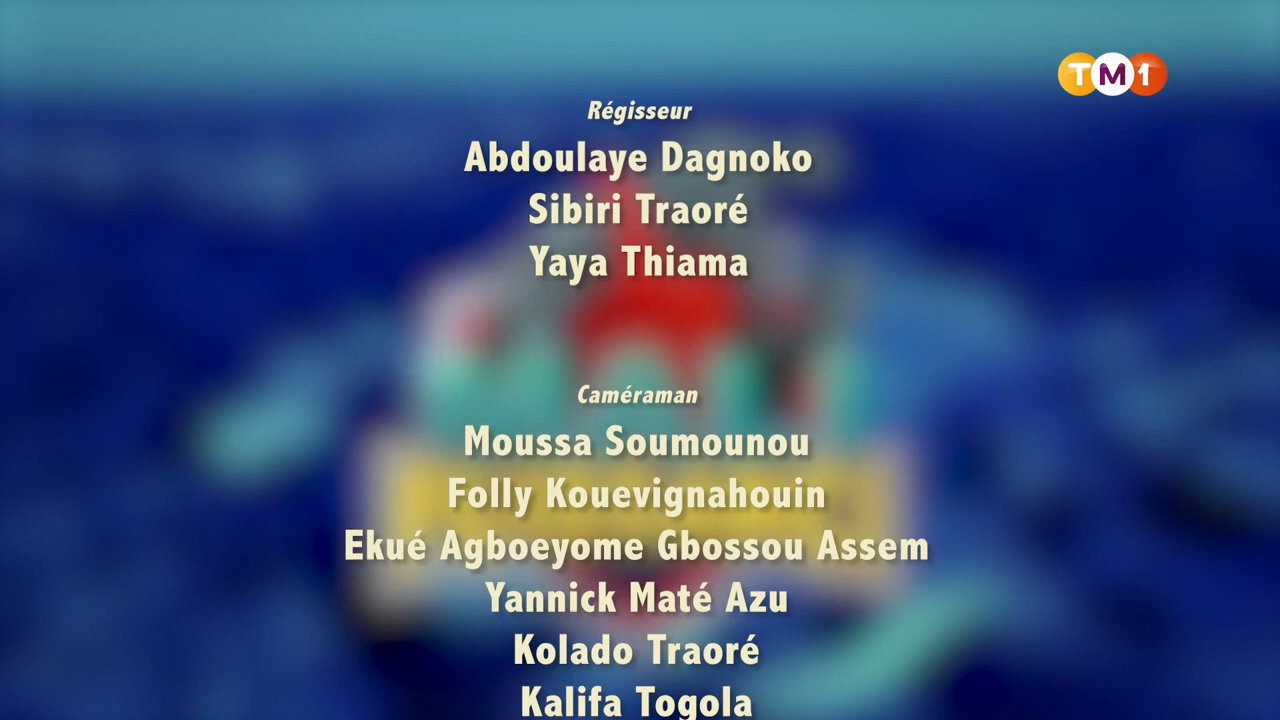 TM1
Régisseur
Abdoulaye Dagnoko
Sibiri Traoré
Yaya Thiama
Caméraman
Moussa Soumounou
Folly Kouevignahouin
Ekué Agboeyome Gbossou Assem
Yannick Maté Azu
Kolado Traoré
Kalifa Togola